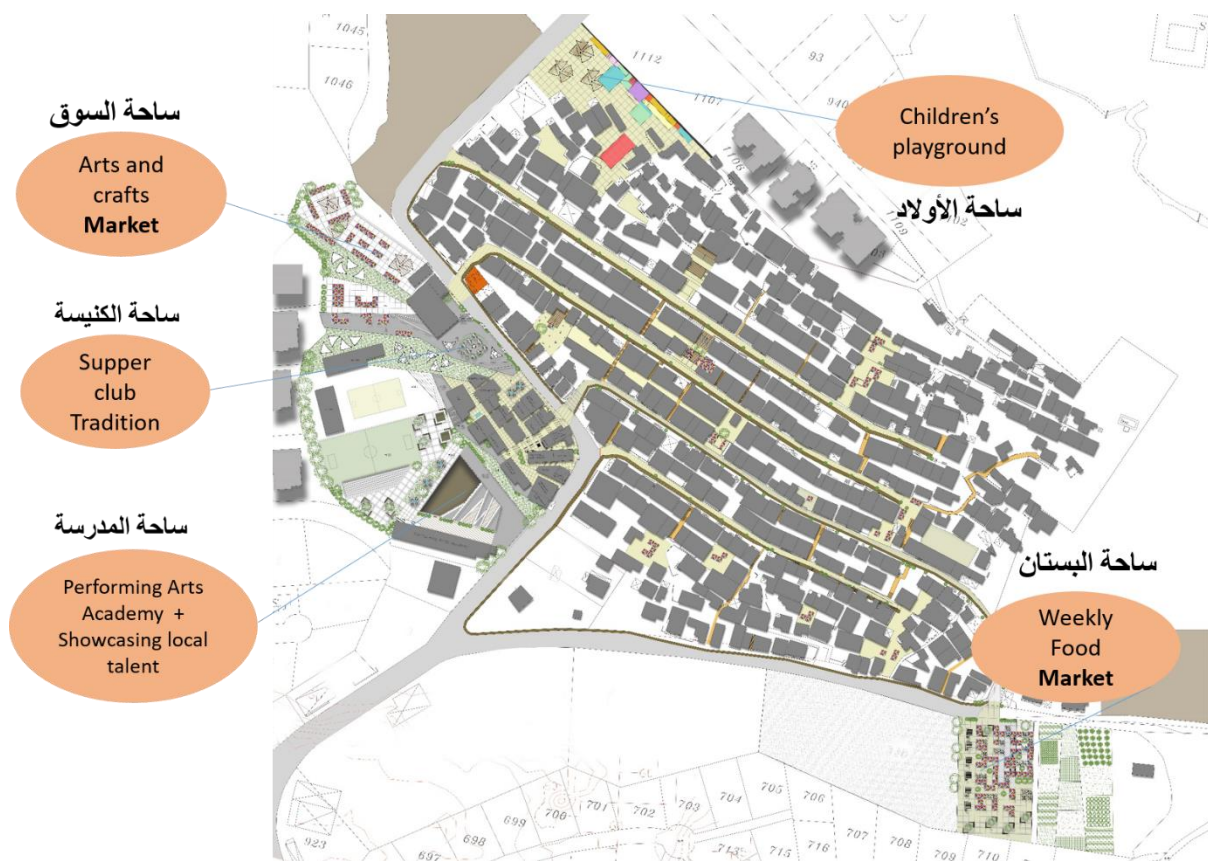 1045
1046
ساحة السوق
Arts and
crafts
Market
ساحة الكنيسة
Supper
club
Tradition
ساحة المدرسة
Performing Arts
Academy +
Showcasing local
talent
1112
93
1107
Children's
playground
ساحة الأولاد
1109
ساحة البستان
Weekly
Food
Market
923
697
698
699
700
701
702
703
704
705
706
707
708
709
710
713
715
716